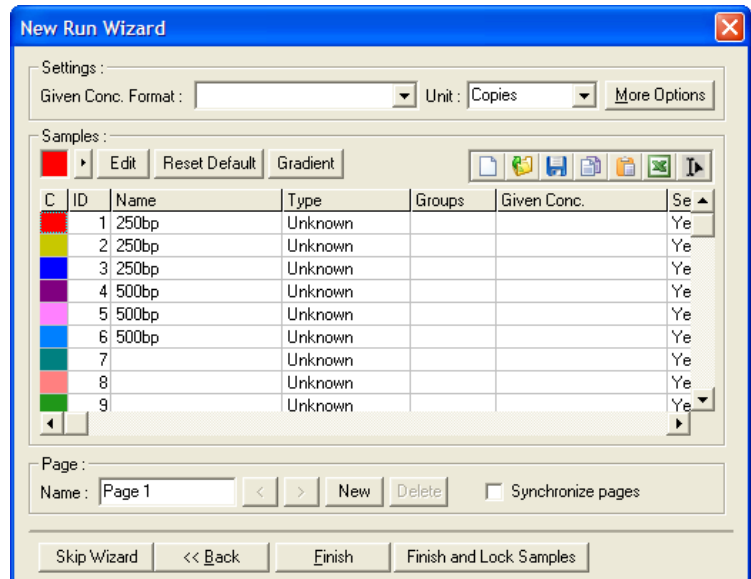 New Run Wizard
Settings :
Given Conc. Format : Unit : Copies More Options
Samples :
Edit Reset Default Gradient
C ID Name Type Groups Given Conc. Se
1 250bp Unknown Ye
2 250bp Unknown Ye
3 250bp Unknown Ye
4 500bp Unknown Ye
5 500bp Unknown Ye
6 500bp Unknown Ye
7 Unknown Ye
8 Unknown Ye
9 Unknown Ye
Page :
Name : Page 1 < > New Delete Synchronize pages
Skip Wizard << Back Finish Finish and Lock Samples